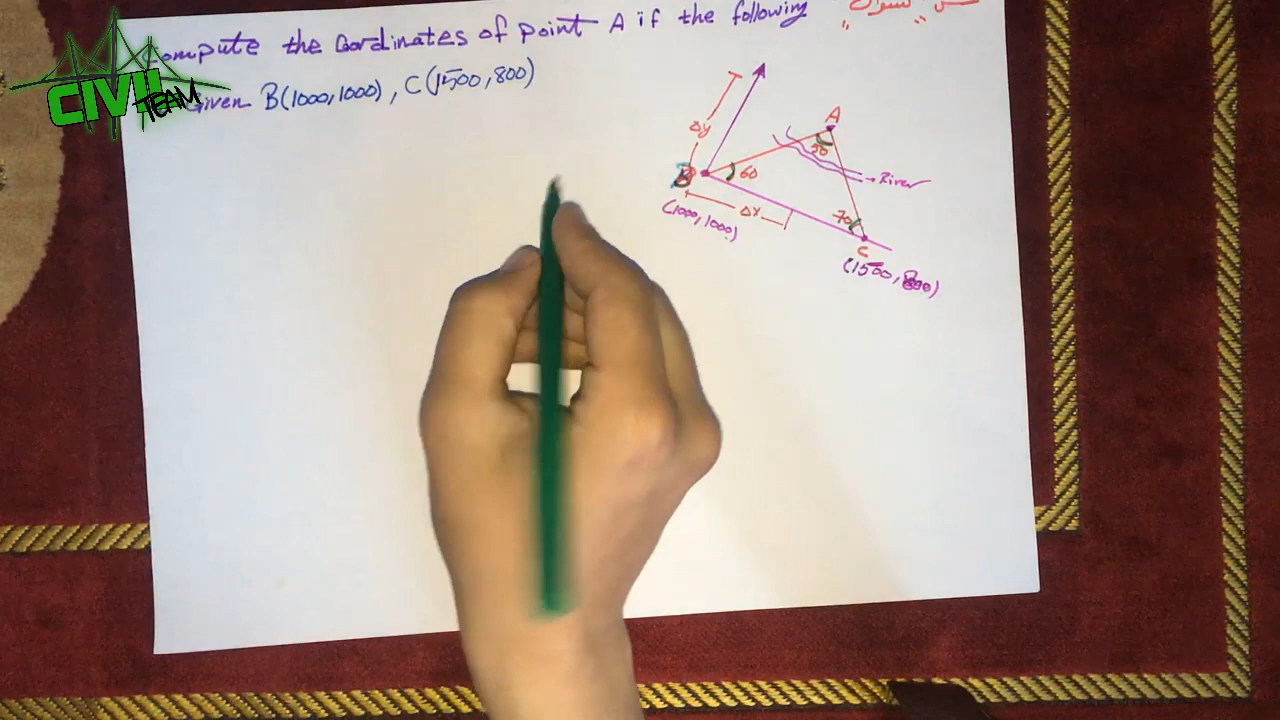 Compute the Coordinates of point A if the following
Given B(1000,1000), C(1500,800)
CIVIL
TEAM
Δy
A
50
River
B
60
(1000,1000)
Δx
70
C
(1500,800)